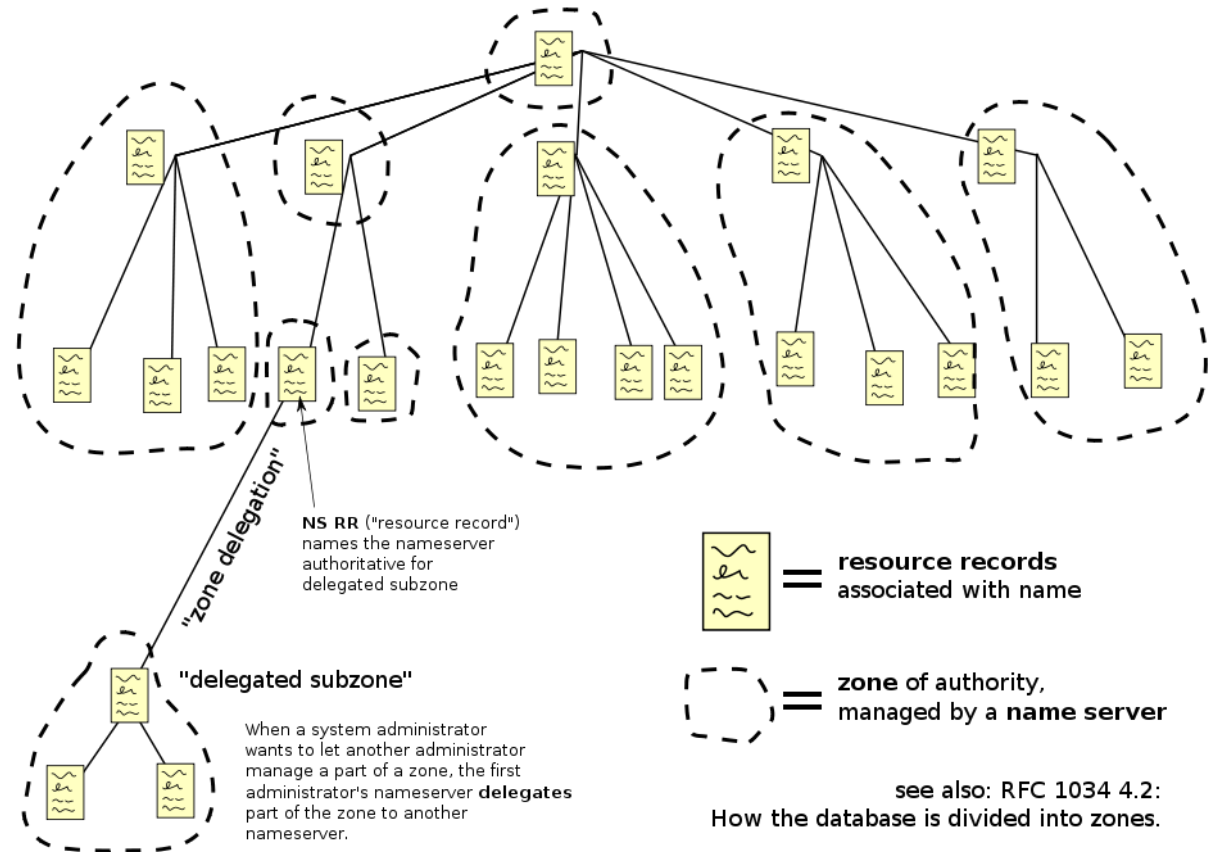 "zone delegation"
NS RR ("resource record")
names the nameserver
authoritative for
delegated subzone
"delegated subzone"
When a system administrator
wants to let another administrator
manage a part of a zone, the first
administrator's nameserver delegates
part of the zone to another
nameserver.
= resource records
associated with name
= zone of authority,
managed by a name server
see also: RFC 1034 4.2:
How the database is divided into zones.